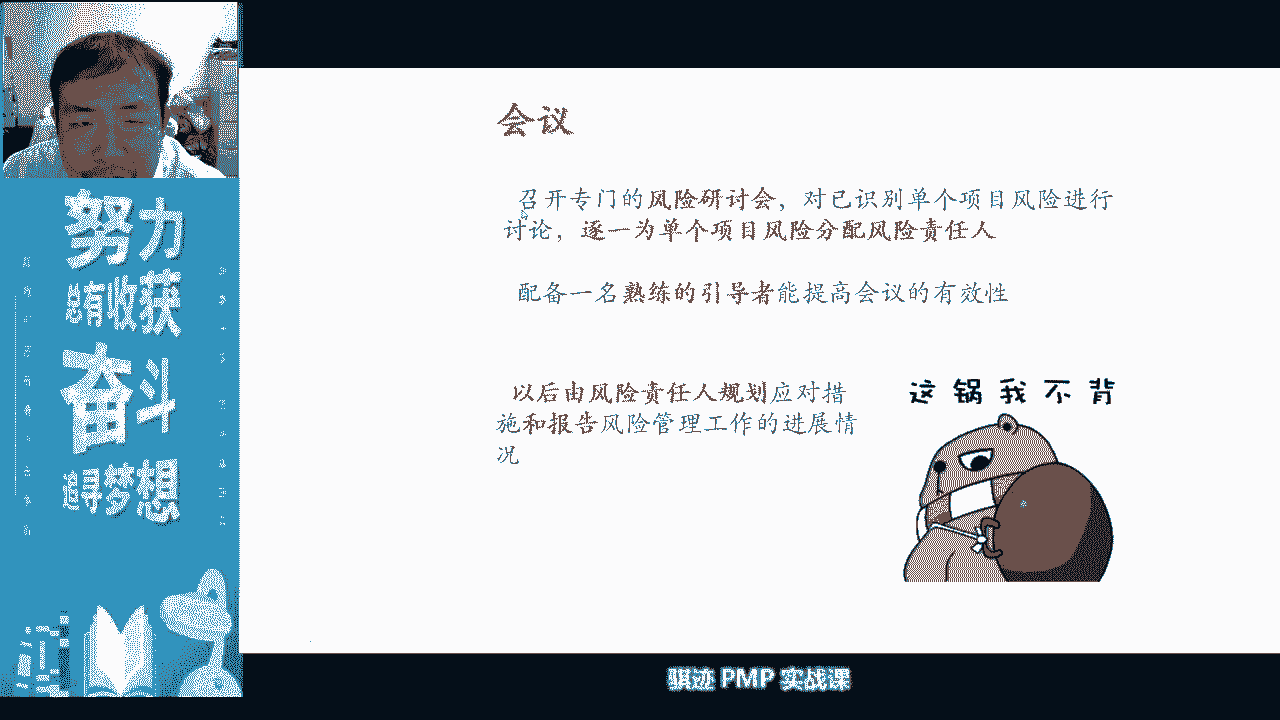 会议
召开专门的风险研讨会，对已识别单个项目风险进行
讨论，逐一为单个项目风险分配风险责任人
配备一名熟练的引导者能提高会议的有效性
以后由风险责任人规划应对措
施和报告风险管理工作的进展情
况
这锅我不背
努力
总有收获
奋斗
追寻梦想
骐迹 PMP 实战课